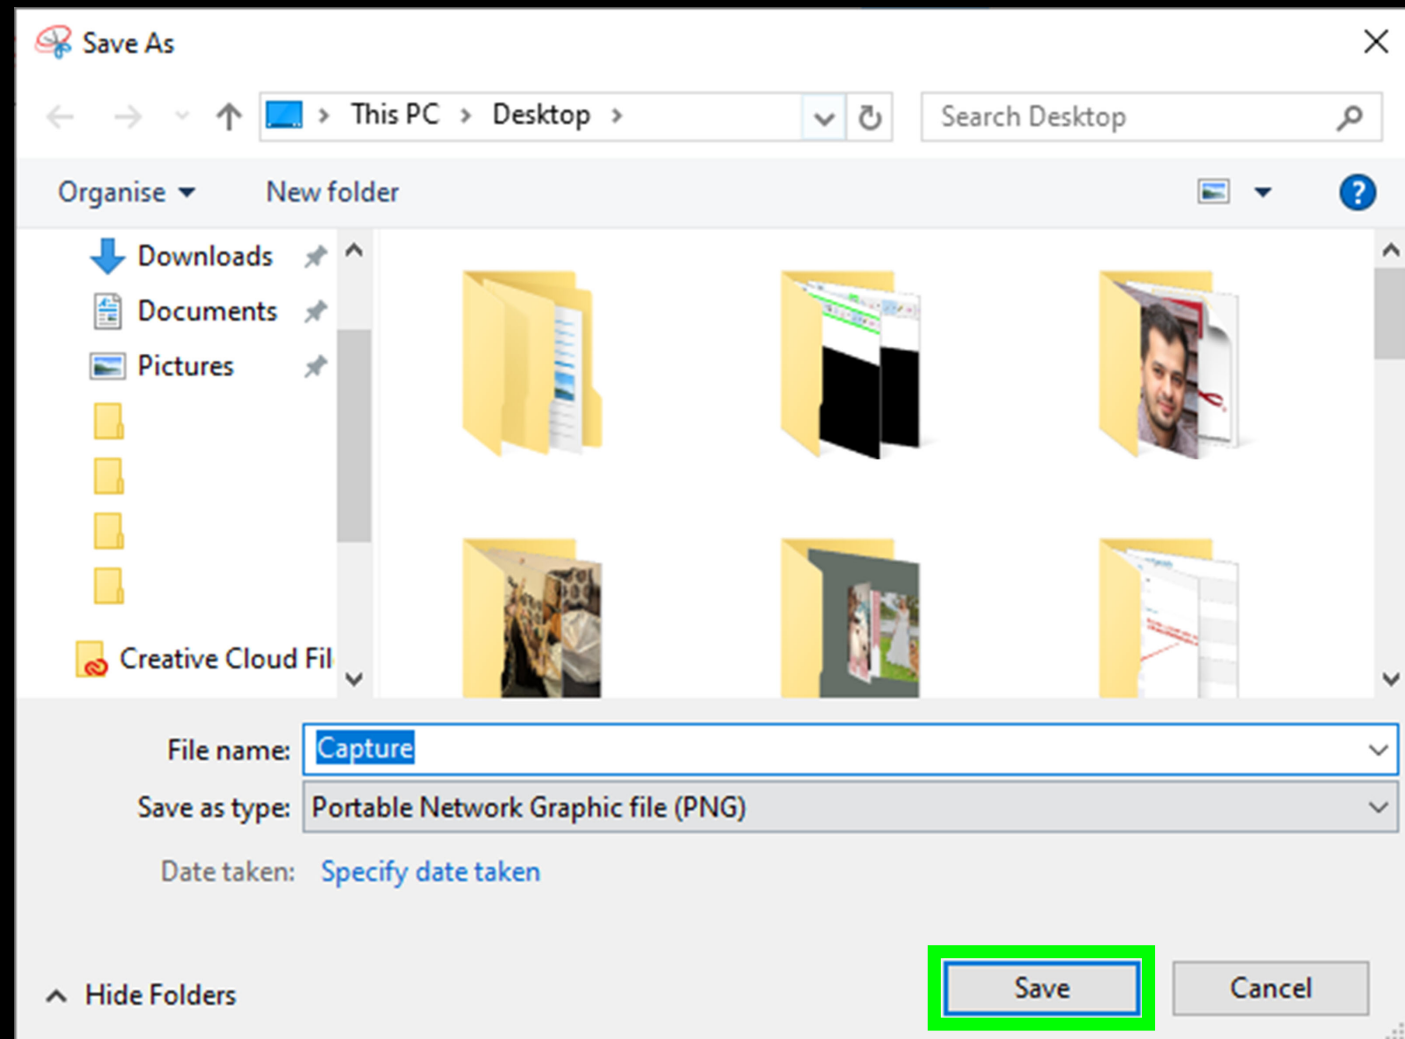 Save As
This PC > Desktop >
Search Desktop
Organise
New folder
?
Downloads
Documents
Pictures
Creative Cloud Fil
File name: Capture
Save as type: Portable Network Graphic file (PNG)
Date taken: Specify date taken
Hide Folders
Save
Cancel